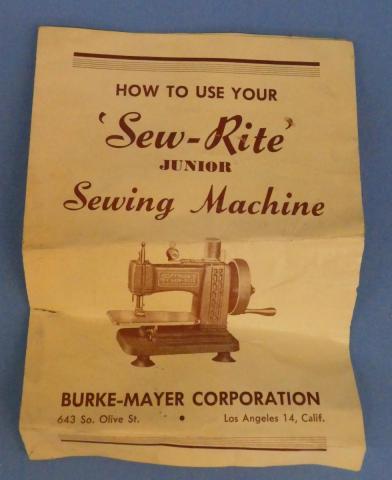 HOW TO USE YOUR
'Sew-Rite'
JUNIOR
Sewing Machine
BURKE-MAYER CORPORATION
643 So. Olive St. • Los Angeles 14, Calif.